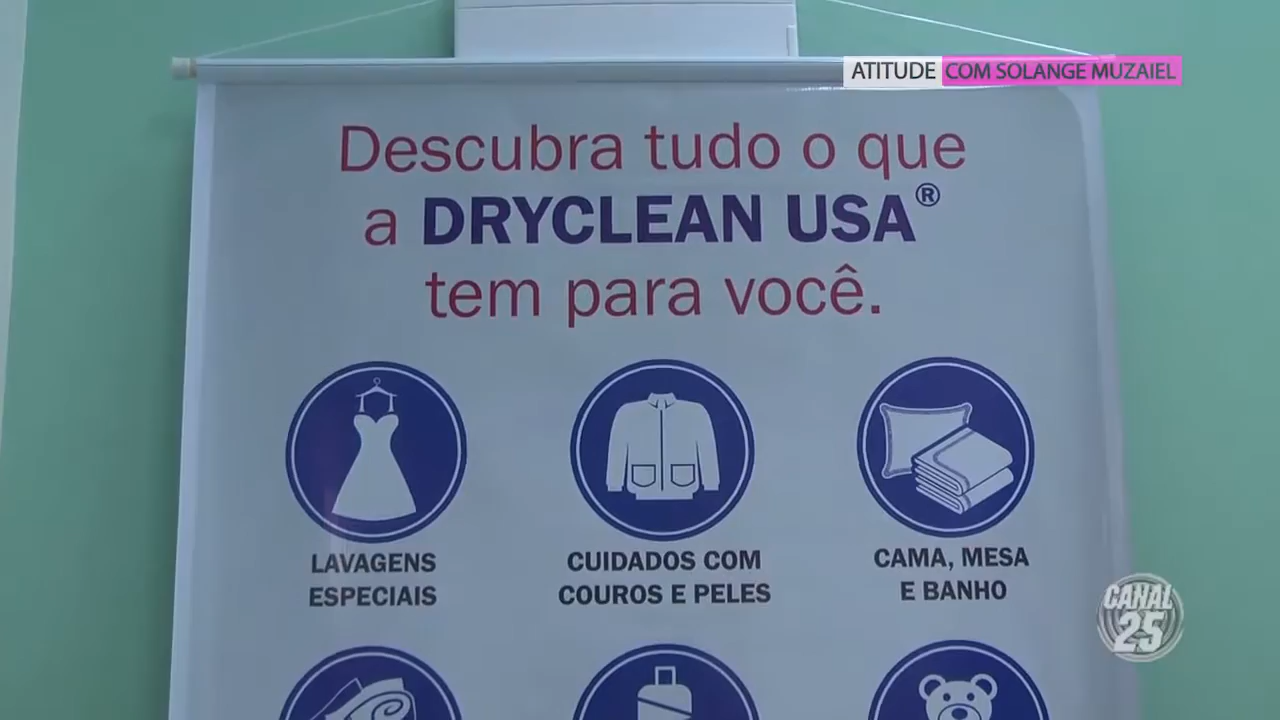 ATITUDE COM SOLANGE MUZAIEL
Descubra tudo o que
a DRYCLEAN USA®
tem para você.
LAVAGENS
ESPECIAIS
CUIDADOS COM
COUROS E PELES
CAMA, MESA
E BANHO
CANAL
25